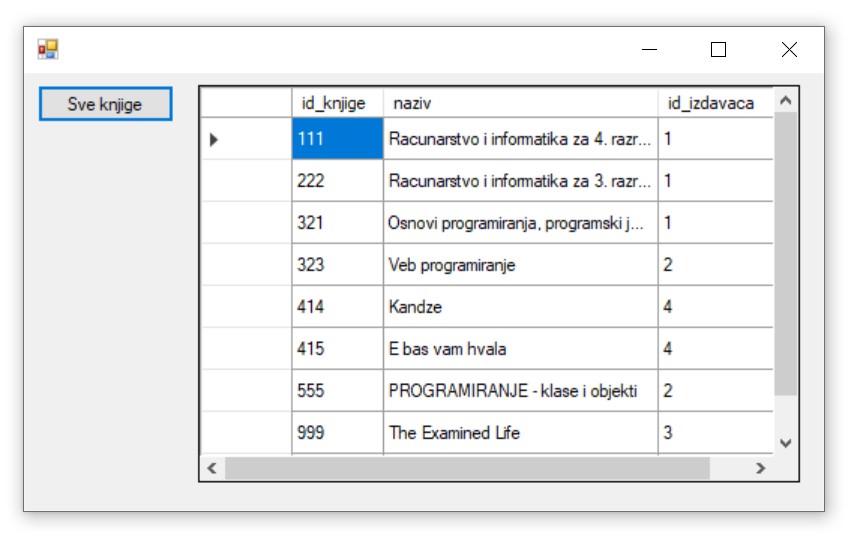 Sve knjige
id_knjige naziv id_izdavaca
111 Racunarstvo i informatika za 4. razr... 1
222 Racunarstvo i informatika za 3. razr... 1
321 Osnovi programiranja, programski j... 1
323 Veb programiranje 2
414 Kandze 4
415 E bas vam hvala 4
555 PROGRAMIRANJE - klase i objekti 2
999 The Examined Life 3